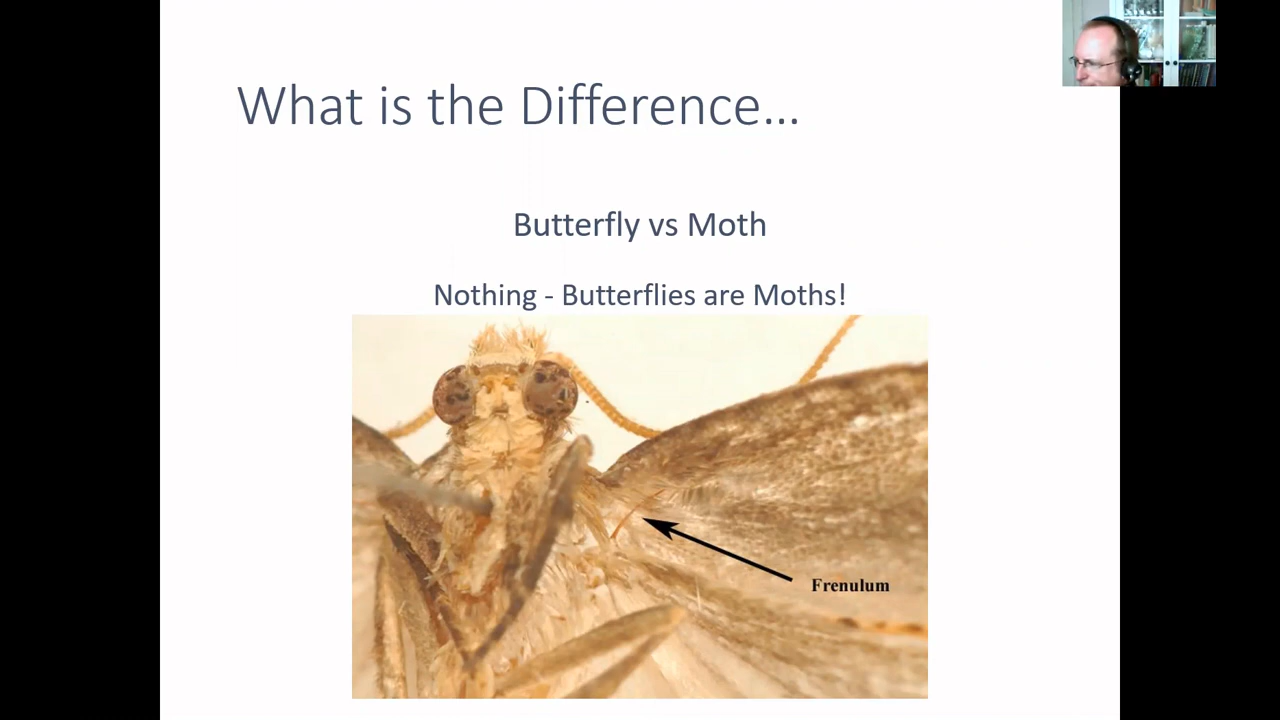 What is the Difference...
Butterfly vs Moth
Nothing - Butterflies are Moths!
Frenulum